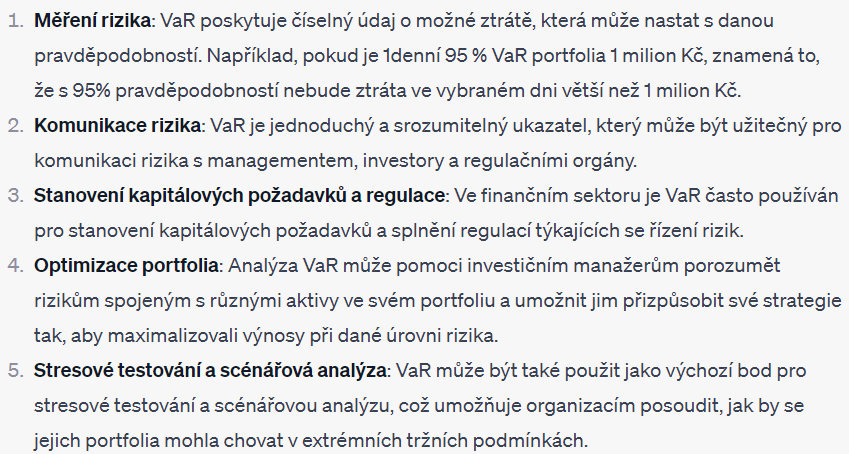 1. Měření rizika: VaR poskytuje číselný údaj o možné ztrátě, která může nastat s danou
pravděpodobností. Například, pokud je 1denní 95 % VaR portfolia 1 milion Kč, znamená to,
že s 95% pravděpodobností nebude ztráta ve vybraném dni větší než 1 milion Kč.
2. Komunikace rizika: VaR je jednoduchý a srozumitelný ukazatel, který může být užitečný pro
komunikaci rizika s managementem, investory a regulačními orgány.
3. Stanovení kapitálových požadavků a regulace: Ve finančním sektoru je VaR často používán
pro stanovení kapitálových požadavků a splnění regulací týkajících se řízení rizik.
4. Optimizace portfolia: Analýza VaR může pomoci investičním manažerům porozumět
rizikům spojeným s různými aktivy ve svém portfoliu a umožnit jim přizpůsobit své strategie
tak, aby maximalizovali výnosy při dané úrovni rizika.
5. Stresové testování a scénářová analýza: VaR může být také použit jako výchozí bod pro
stresové testování a scénářovou analýzu, což umožňuje organizacím posoudit, jak by se
jejich portfolia mohla chovat v extrémních tržních podmínkách.